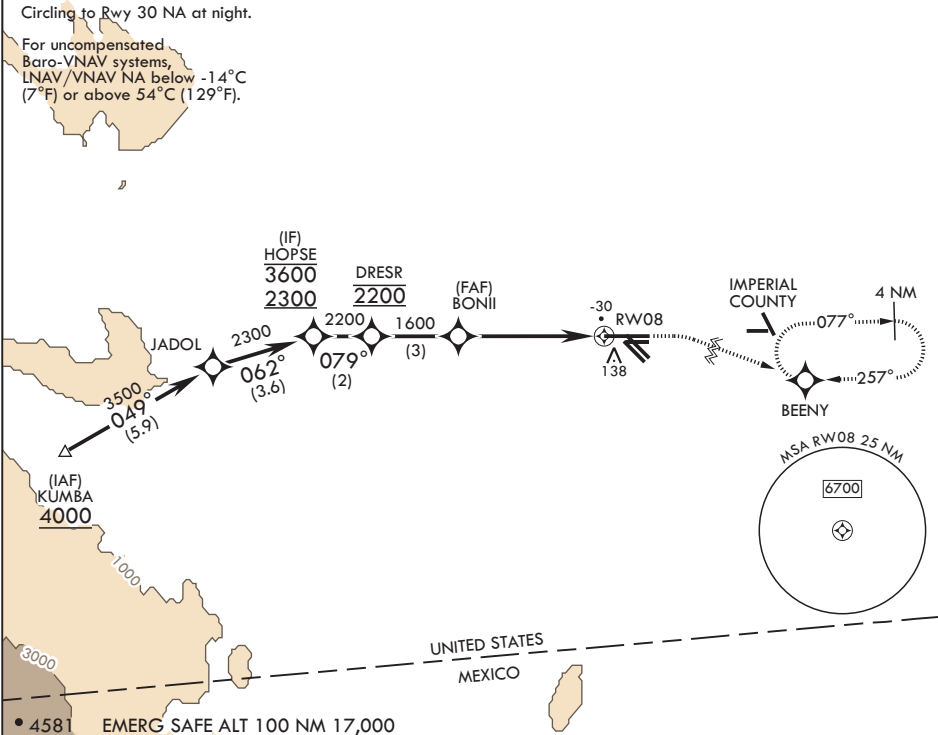 Circling to Rwy 30 NA at night.
For uncompensated
Baro-VNAV systems,
LNAV/VNAV NA below -14°C
(7°F) or above 54°C (129°F).
(IF)
HOPSE
3600
2300
DRESR
2200
(FAF)
BONII
IMPERIAL
COUNTY
4 NM
-30
RW08
077°
JADOL
2300
2200
1600
062°
(3.6)
079°
(2)
(3)
138
257°
BEENY
3500
049°
(5.9)
(IAF)
KUMBA
4000
MSA RW08 25 NM
6700
1000
UNITED STATES
MEXICO
3000
4581
EMERG SAFE ALT 100 NM 17,000